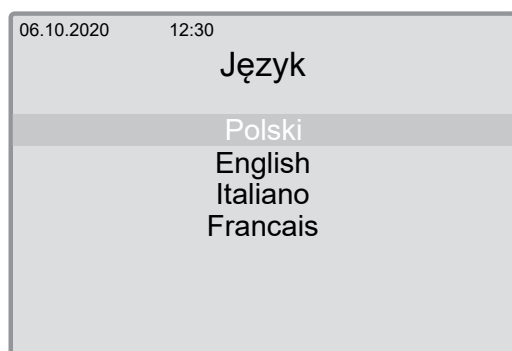 06.10.2020 12:30
Język
Polski
English
Italiano
Francais